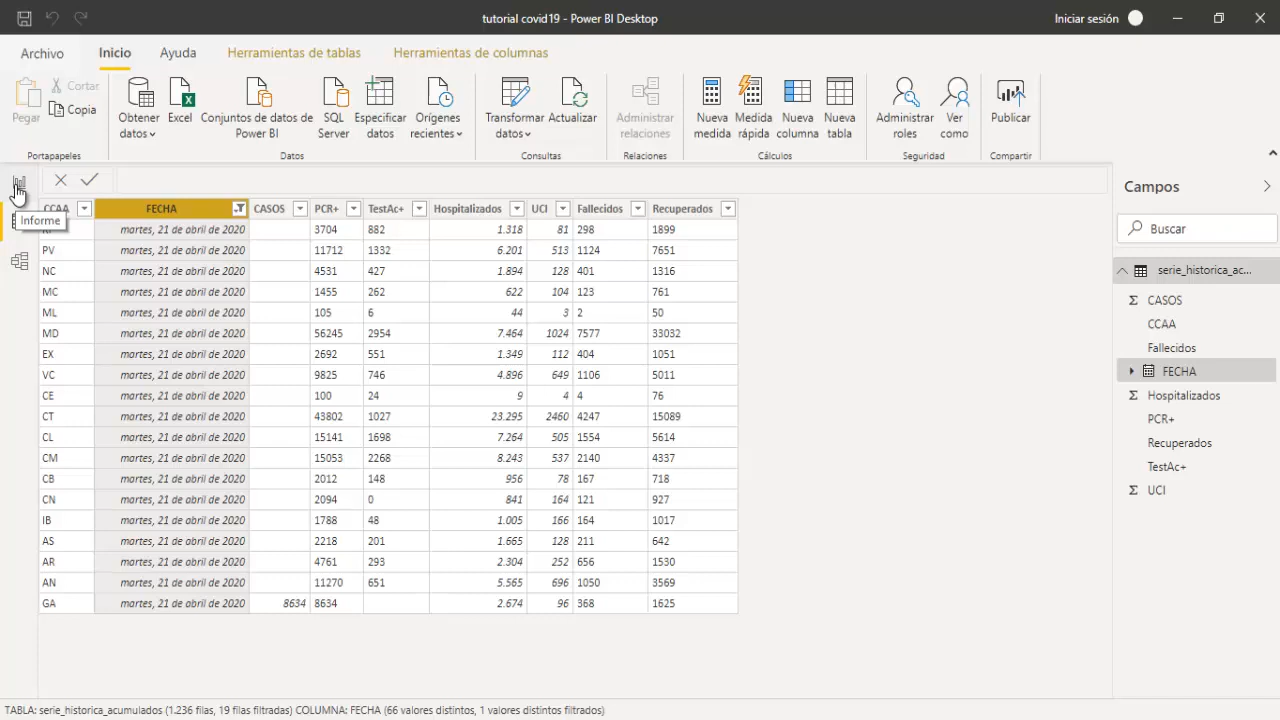 tutorial covid19 - Power BI Desktop
Iniciar sesión
Archivo Inicio Ayuda Herramientas de tablas Herramientas de columnas
Pegar
Cortar
Copia
Portapapeles
Obtener datos
Excel
Conjuntos de datos de Power BI
SQL Server
Especificar datos
Orígenes recientes
Datos
Transformar datos
Actualizar
Consultas
Administrar relaciones
Relaciones
Nueva medida
Medida rápida
Nueva columna
Nueva tabla
Cálculos
Administrar roles
Ver como
Seguridad
Publicar
Compartir
Informe
CCAA FECHA CASOS PCR+ TestAc+ Hospitalizados UCI Fallecidos Recuperados
martes, 21 de abril de 2020 3704 882 1.318 81 298 1899
PV martes, 21 de abril de 2020 11712 1332 6.201 513 1124 7651
NC martes, 21 de abril de 2020 4531 427 1.894 128 401 1316
MC martes, 21 de abril de 2020 1455 262 622 104 123 761
ML martes, 21 de abril de 2020 105 6 44 3 2 50
MD martes, 21 de abril de 2020 56245 2954 7.464 1024 7577 33032
EX martes, 21 de abril de 2020 2692 551 1.349 112 404 1051
VC martes, 21 de abril de 2020 9825 746 4.896 649 1106 5011
CE martes, 21 de abril de 2020 100 24 9 4 4 76
CT martes, 21 de abril de 2020 43802 1027 23.295 2460 4247 15089
CL martes, 21 de abril de 2020 15141 1698 7.264 505 1554 5614
CM martes, 21 de abril de 2020 15053 2268 8.243 537 2140 4337
CB martes, 21 de abril de 2020 2012 148 956 78 167 718
CN martes, 21 de abril de 2020 2094 0 841 164 121 927
IB martes, 21 de abril de 2020 1788 48 1.005 166 164 1017
AS martes, 21 de abril de 2020 2218 201 1.665 128 211 642
AR martes, 21 de abril de 2020 4761 293 2.304 252 656 1530
AN martes, 21 de abril de 2020 11270 651 5.565 696 1050 3569
GA martes, 21 de abril de 2020 8634 8634 2.674 96 368 1625
Campos
Buscar
serie_historica_ac...
Σ CASOS
CCAA
Fallecidos
FECHA
Σ Hospitalizados
PCR+
Recuperados
TestAc+
Σ UCI
TABLA: serie_historica_acumulados (1.236 filas, 19 filas filtradas) COLUMNA: FECHA (66 valores distintos, 1 valores distintos filtrados)